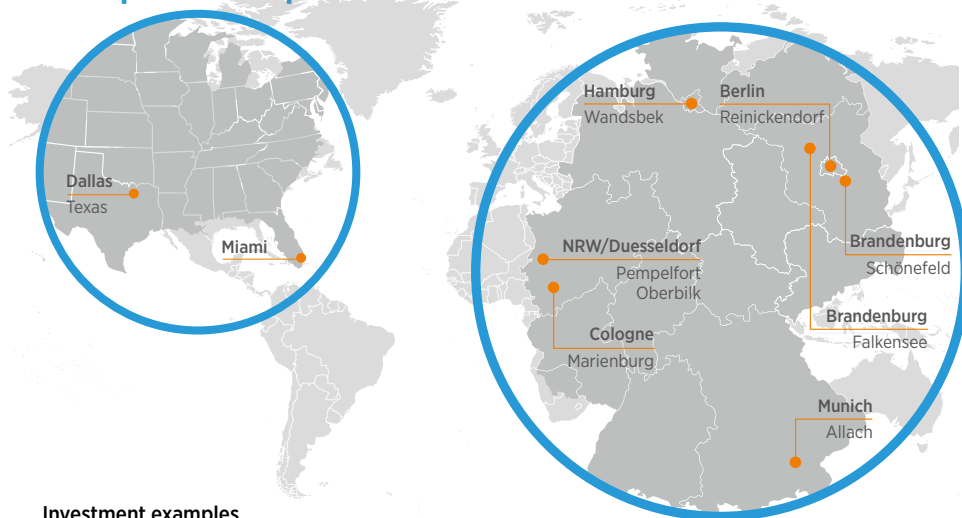 Hamburg
Wandsbek
Berlin
Reinickendorf
Dallas
Texas
Miami
NRW/Duesseldorf
Pempelfort
Oberbilk
Brandenburg
Schönefeld
Brandenburg
Falkensee
Cologne
Marienburg
Munich
Allach
Investment examples